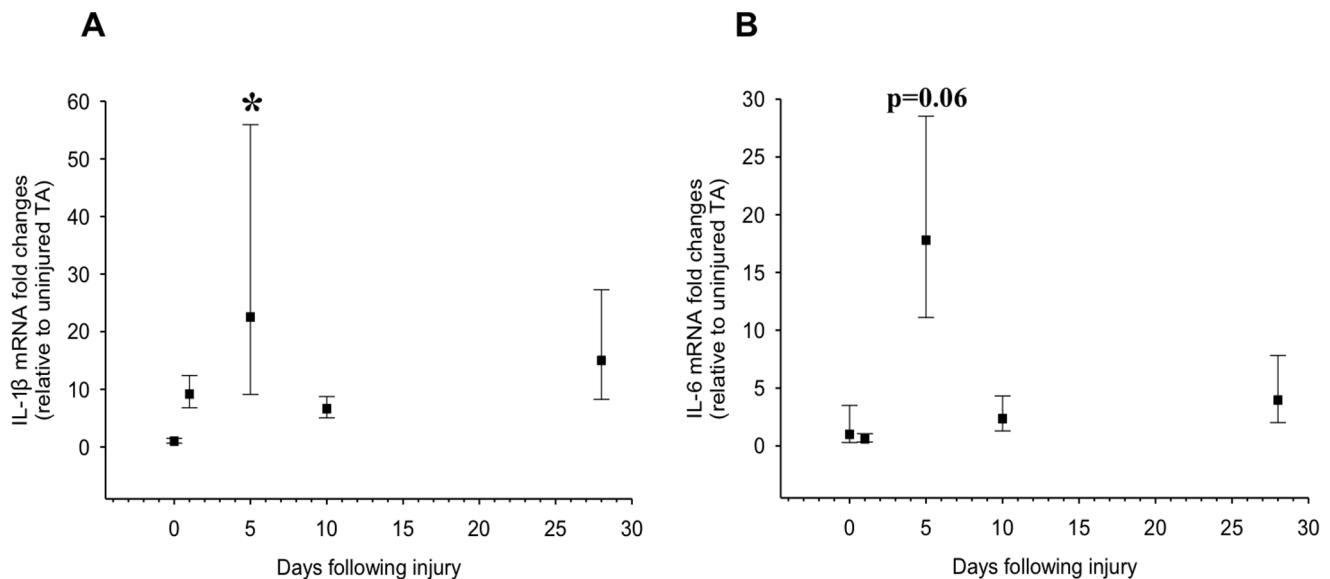 A
IL-1β mRNA fold changes
(relative to uninjured TA)
60
50
40
30
20
10
0
*
0 5 10 15 20 25 30
Days following injury
B
IL-6 mRNA fold changes
(relative to uninjured TA)
30
25
20
15
10
5
0
p=0.06
0 5 10 15 20 25 30
Days following injury